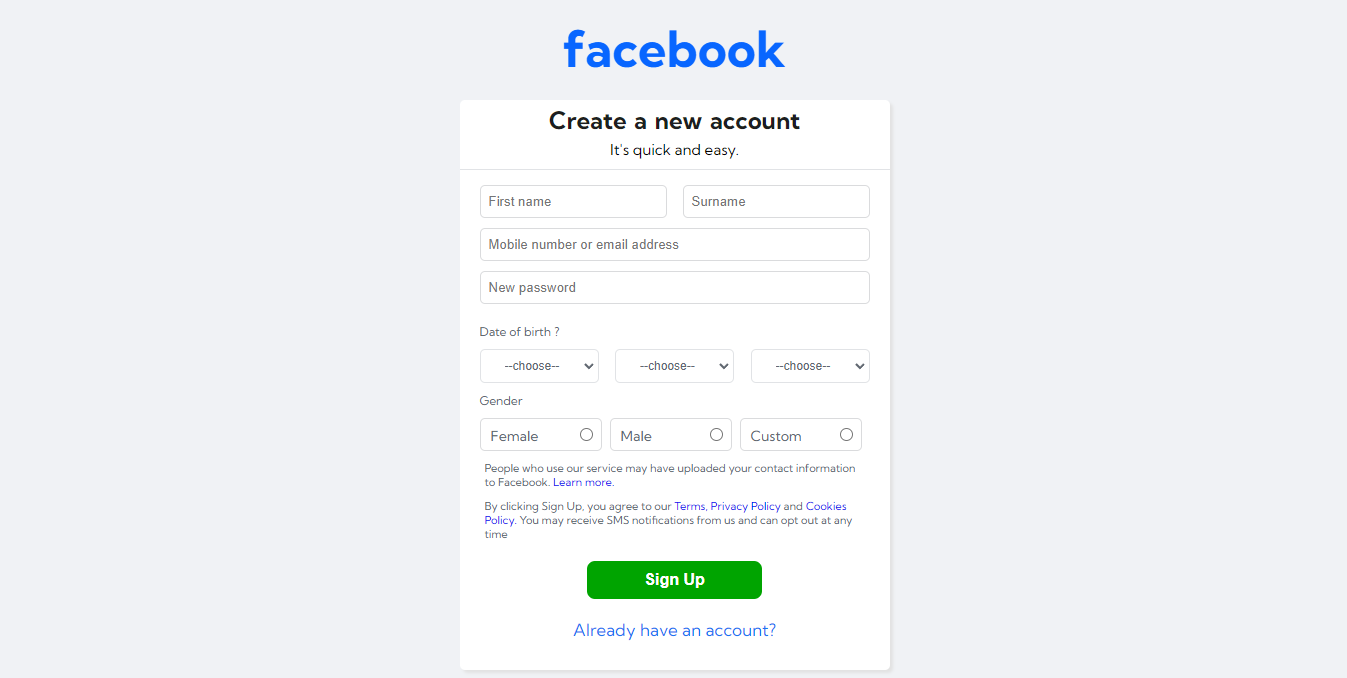 facebook
Create a new account
It's quick and easy.
First name Surname
Mobile number or email address
New password
Date of birth ?
--choose-- --choose-- --choose--
Gender
Female Male Custom
People who use our service may have uploaded your contact information
to Facebook. Learn more.
By clicking Sign Up, you agree to our Terms, Privacy Policy and Cookies
Policy. You may receive SMS notifications from us and can opt out at any
time
Sign Up
Already have an account?